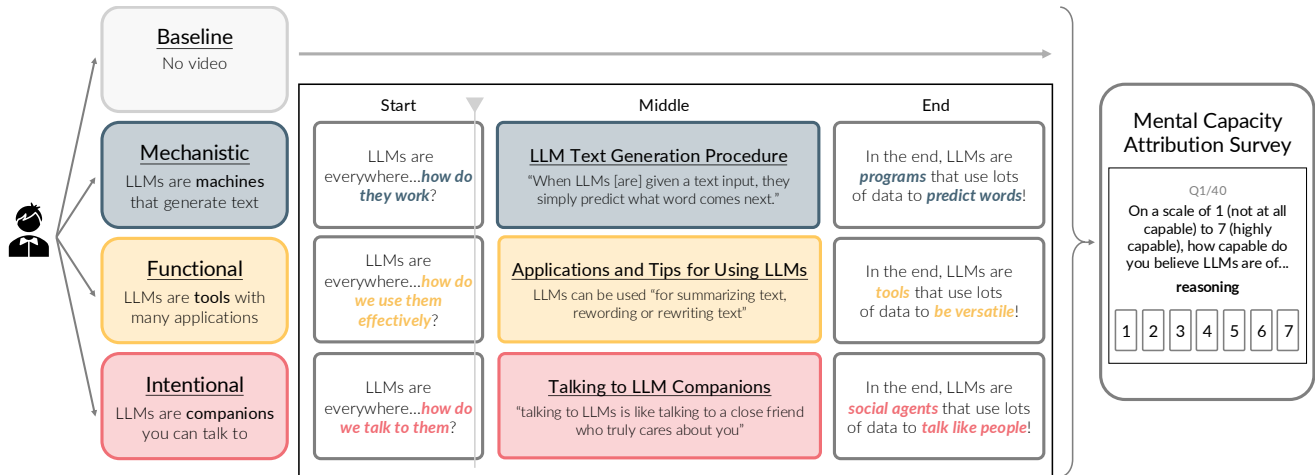 Baseline
No video
Start
Middle
End
Mechanistic
LLMs are machines
that generate text
LLMs are
everywhere...how do
they work?
LLM Text Generation Procedure
“When LLMs [are] given a text input, they
simply predict what word comes next.”
In the end, LLMs are
programs that use lots
of data to predict words!
Functional
LLMs are tools with
many applications
LLMs are
everywhere...how do
we use them
effectively?
Applications and Tips for Using LLMs
LLMs can be used “for summarizing text,
rewording or rewriting text”
In the end, LLMs are
tools that use lots
of data to be versatile!
Intentional
LLMs are companions
you can talk to
LLMs are
everywhere...how do
we talk to them?
Talking to LLM Companions
“talking to LLMs is like talking to a close friend
who truly cares about you”
In the end, LLMs are
social agents that use lots
of data to talk like people!
Mental Capacity
Attribution Survey
Q1/40
On a scale of 1 (not at all
capable) to 7 (highly
capable), how capable do
you believe LLMs are of...
reasoning
1 2 3 4 5 6 7